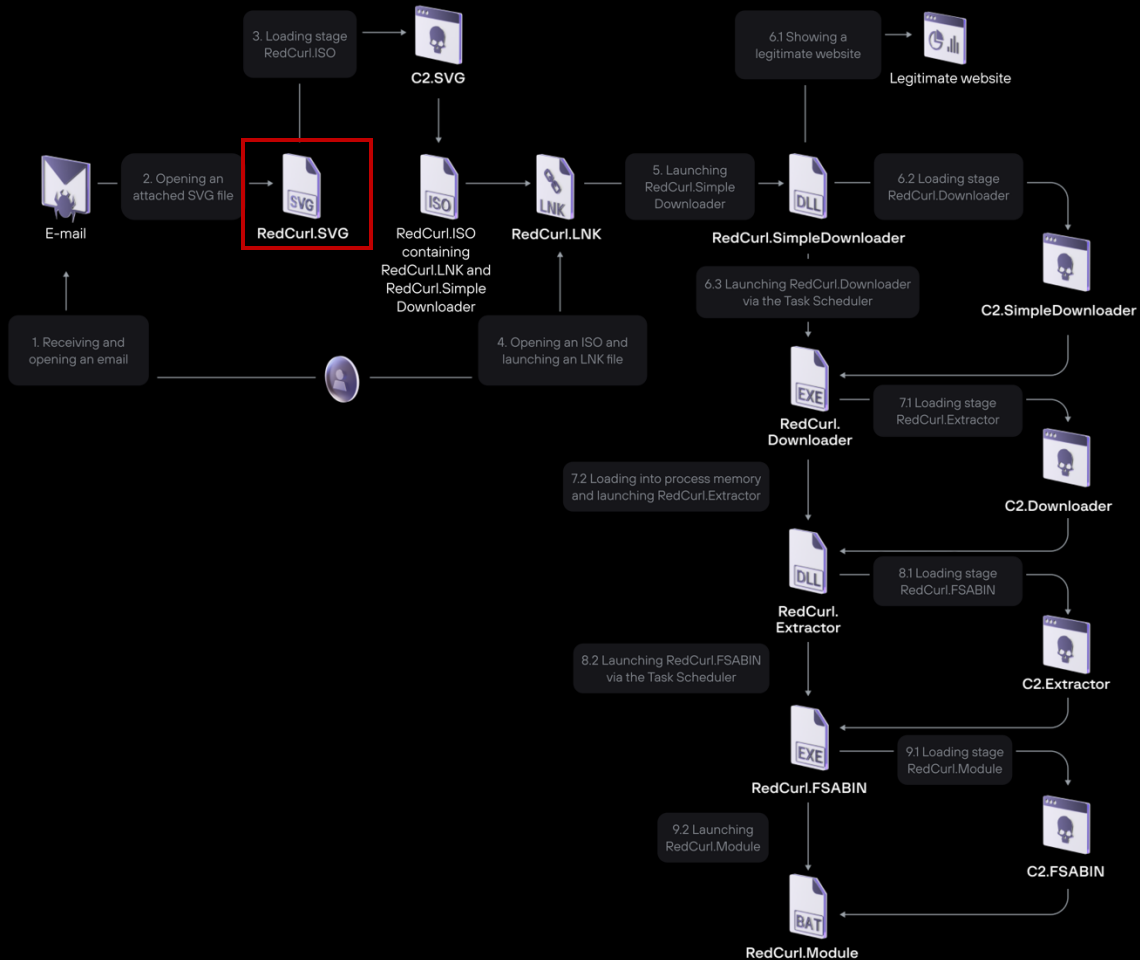 3. Loading stage
RedCurl.ISO
C2.SVG
6.1 Showing a
legitimate website
Legitimate website
E-mail
2. Opening an
attached SVG file
SVG
RedCurl.SVG
ISO
RedCurl.ISO
containing
RedCurl.LNK and
RedCurl.Simple
Downloader
LNK
RedCurl.LNK
5. Launching
RedCurl.Simple
Downloader
DLL
RedCurl.SimpleDownloader
6.2 Loading stage
RedCurl.Downloader
C2.SimpleDownloader
6.3 Launching RedCurl.Downloader
via the Task Scheduler
1. Receiving and
opening an email
4. Opening an ISO and
launching an LNK file
EXE
RedCurl.
Downloader
7.1 Loading stage
RedCurl.Extractor
C2.Downloader
7.2 Loading into process memory
and launching RedCurl.Extractor
DLL
RedCurl.
Extractor
8.1 Loading stage
RedCurl.FSABIN
C2.Extractor
8.2 Launching RedCurl.FSABIN
via the Task Scheduler
EXE
RedCurl.FSABIN
9.1 Loading stage
RedCurl.Module
C2.FSABIN
9.2 Launching
RedCurl.Module
BAT
RedCurl.Module